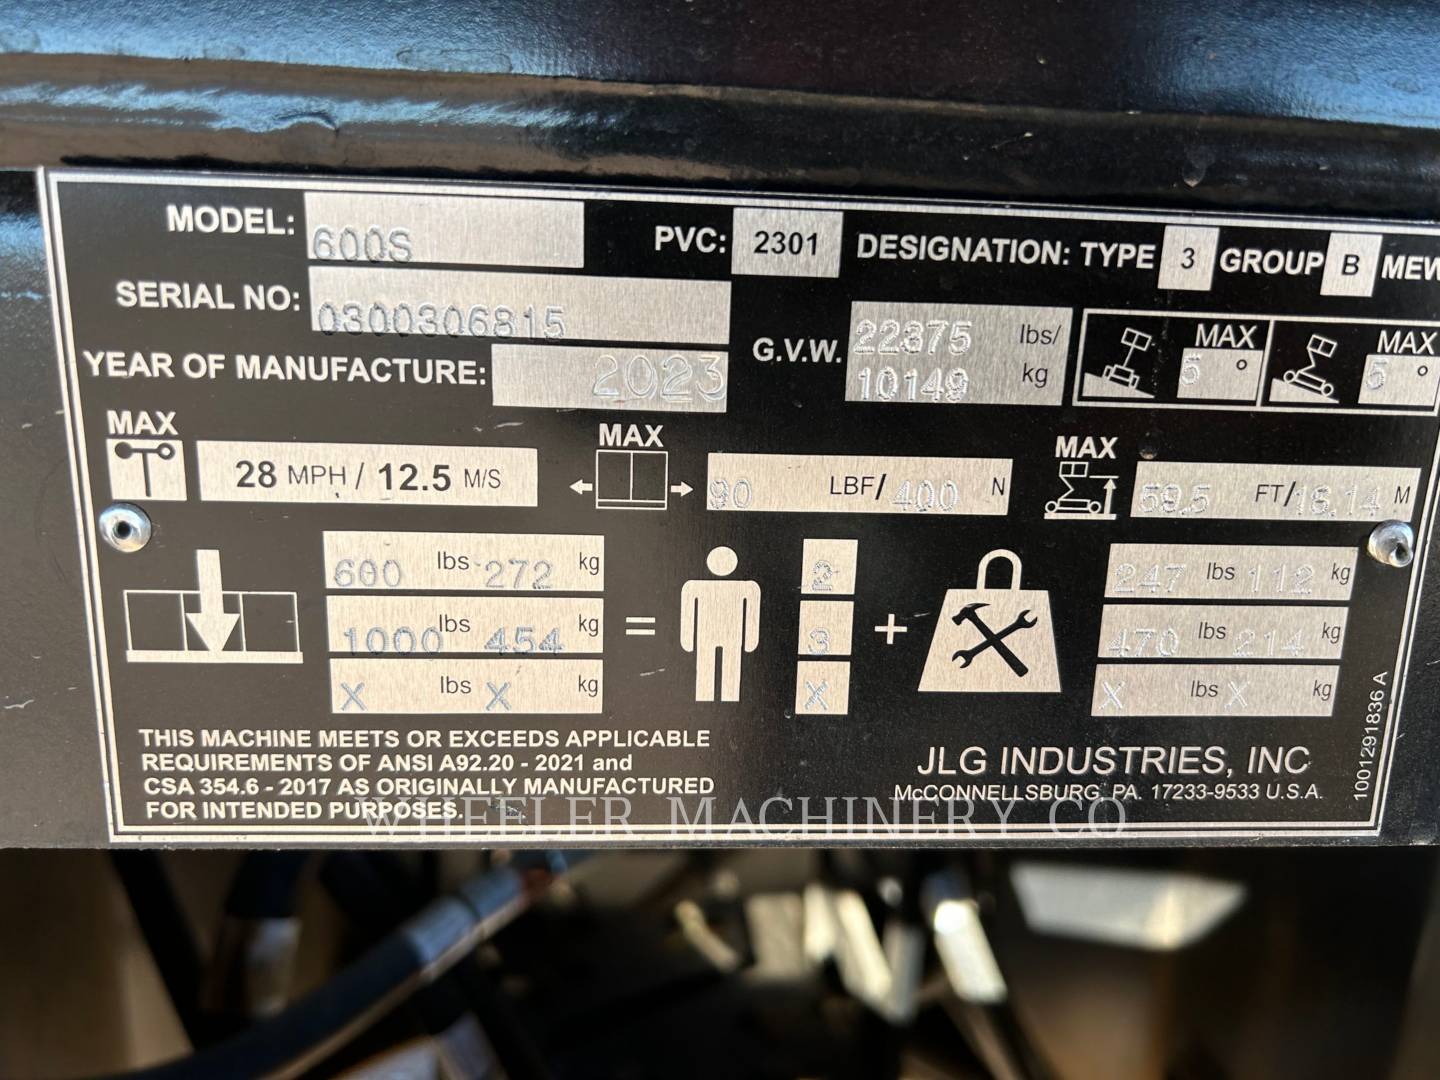 MODEL: 600S PVC: 2301 DESIGNATION: TYPE 3 GROUP B MEW
SERIAL NO: 0300306815
G.V.W. 22375 lbs/ 10149 kg
MAX 5° MAX 5°
YEAR OF MANUFACTURE: 2023
MAX 28 MPH / 12.5 M/S
MAX 90 LBF/ 400 N
MAX 59.5 FT/ 18.14 M
600 lbs 272 kg = 2 + 247 lbs 112 kg
1000 lbs 454 kg 3 470 lbs 214 kg
X lbs X kg X X lbs X kg
THIS MACHINE MEETS OR EXCEEDS APPLICABLE
REQUIREMENTS OF ANSI A92.20 - 2021 and
CSA 354.6 - 2017 AS ORIGINALLY MANUFACTURED
FOR INTENDED PURPOSES.
JLG INDUSTRIES, INC
McCONNELLSBURG, PA. 17233-9533 U.S.A.
1001291836 A
WHEELER MACHINERY CO